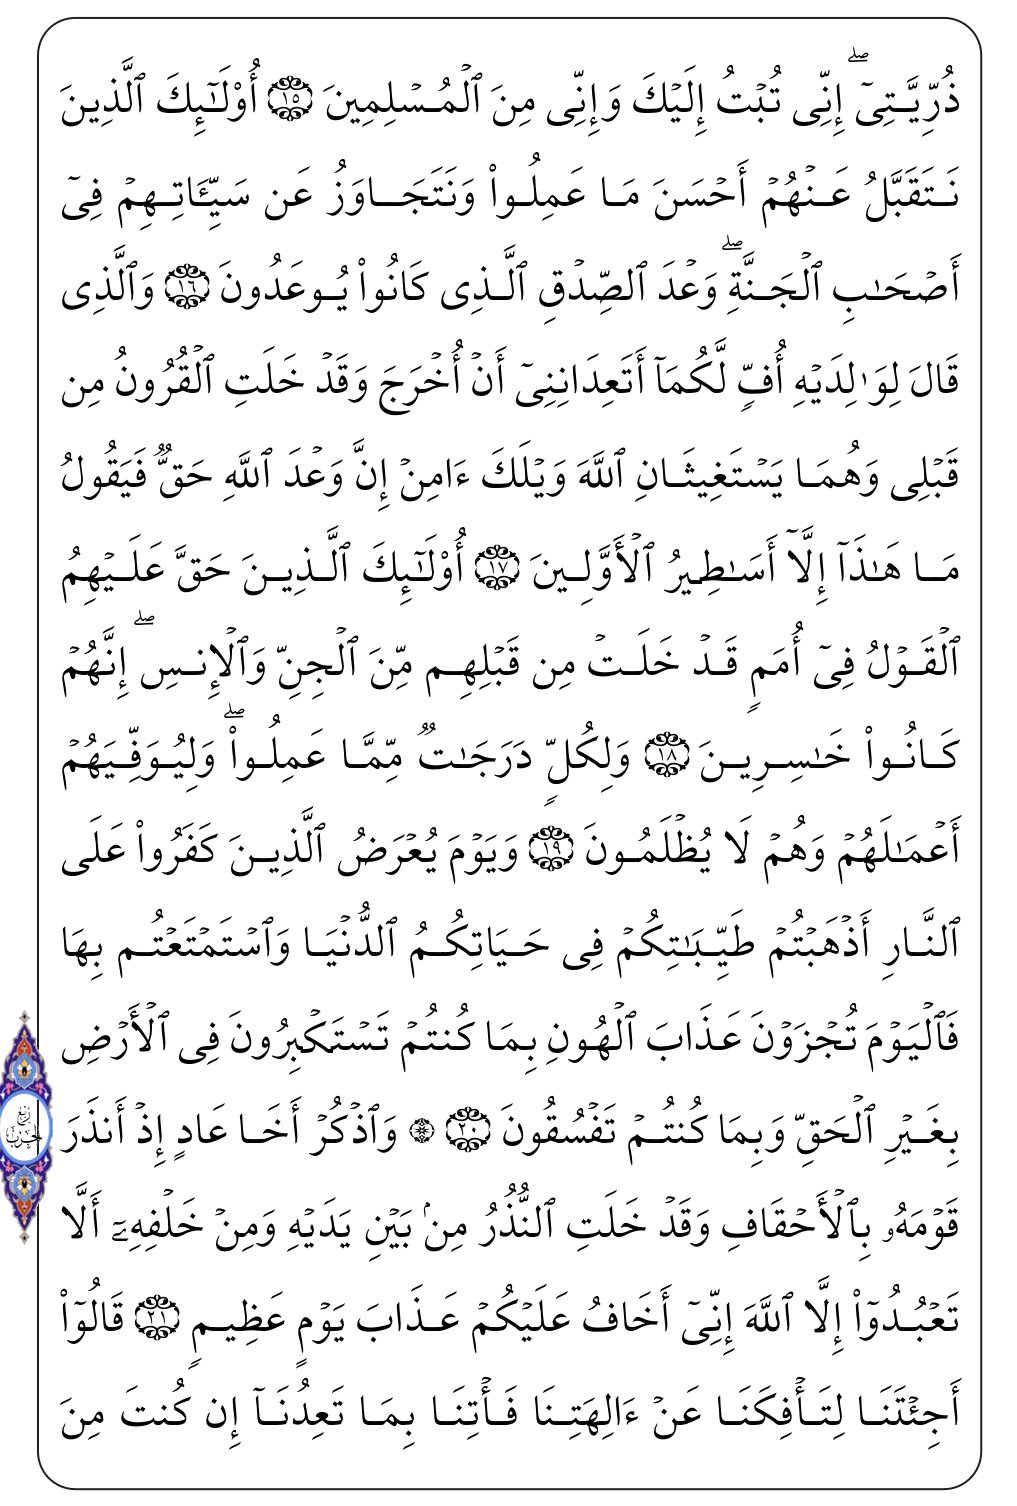 ذُرِّيَّتِىٓۖ إِنِّى تُبۡتُ إِلَيۡكَ وَإِنِّى مِنَ ٱلۡمُسۡلِمِينَ ١٥ أُوْلَـٰٓئِكَ ٱلَّذِينَ
نَتَقَبَّلُ عَنۡهُمۡ أَحۡسَنَ مَا عَمِلُواْ وَنَتَجَاوَزُ عَن سَيِّـَٔاتِهِمۡ فِىٓ
أَصۡحَـٰبِ ٱلۡجَنَّةِۖ وَعۡدَ ٱلصِّدۡقِ ٱلَّذِى كَانُواْ يُوعَدُونَ ١٦ وَٱلَّذِى
قَالَ لِوَٰلِدَيۡهِ أُفٍّ لَّكُمَآ أَتَعِدَانِنِىٓ أَنۡ أُخۡرَجَ وَقَدۡ خَلَتِ ٱلۡقُرُونُ مِن
قَبۡلِى وَهُمَا يَسۡتَغِيثَانِ ٱللَّهَ وَيۡلَكَ ءَامِنۡ إِنَّ وَعۡدَ ٱللَّهِ حَقٌّ فَيَقُولُ
مَا هَـٰذَآ إِلَّآ أَسَـٰطِيرُ ٱلۡأَوَّلِينَ ١٧ أُوْلَـٰٓئِكَ ٱلَّذِينَ حَقَّ عَلَيۡهِمُ
ٱلۡقَوۡلُ فِىٓ أُمَمٍ قَدۡ خَلَتۡ مِن قَبۡلِهِم مِّنَ ٱلۡجِنِّ وَٱلۡإِنسِۖ إِنَّهُمۡ
كَانُواْ خَـٰسِرِينَ ١٨ وَلِكُلٍّ دَرَجَـٰتٌ مِّمَّا عَمِلُواْۖ وَلِيُوَفِّيَهُمۡ
أَعۡمَـٰلَهُمۡ وَهُمۡ لَا يُظۡلَمُونَ ١٩ وَيَوۡمَ يُعۡرَضُ ٱلَّذِينَ كَفَرُواْ عَلَى
ٱلنَّارِ أَذۡهَبۡتُمۡ طَيِّبَـٰتِكُمۡ فِى حَيَاتِكُمُ ٱلدُّنۡيَا وَٱسۡتَمۡتَعۡتُم بِهَا
فَٱلۡيَوۡمَ تُجۡزَوۡنَ عَذَابَ ٱلۡهُونِ بِمَا كُنتُمۡ تَسۡتَكۡبِرُونَ فِى ٱلۡأَرۡضِ
بِغَيۡرِ ٱلۡحَقِّ وَبِمَا كُنتُمۡ تَفۡسُقُونَ ٢٠ ۞ وَٱذۡكُرۡ أَخَا عَادٍ إِذۡ أَنذَرَ
ربع الحزب
قَوۡمَهُۥ بِٱلۡأَحۡقَافِ وَقَدۡ خَلَتِ ٱلنُّذُرُ مِنۢ بَيۡنِ يَدَيۡهِ وَمِنۡ خَلۡفِهِۦٓ أَلَّا
تَعۡبُدُوٓاْ إِلَّا ٱللَّهَ إِنِّىٓ أَخَافُ عَلَيۡكُمۡ عَذَابَ يَوۡمٍ عَظِيمٍ ٢١ قَالُوٓاْ
أَجِئۡتَنَا لِتَأۡفِكَنَا عَنۡ ءَالِهَتِنَا فَأۡتِنَا بِمَا تَعِدُنَآ إِن كُنتَ مِنَ